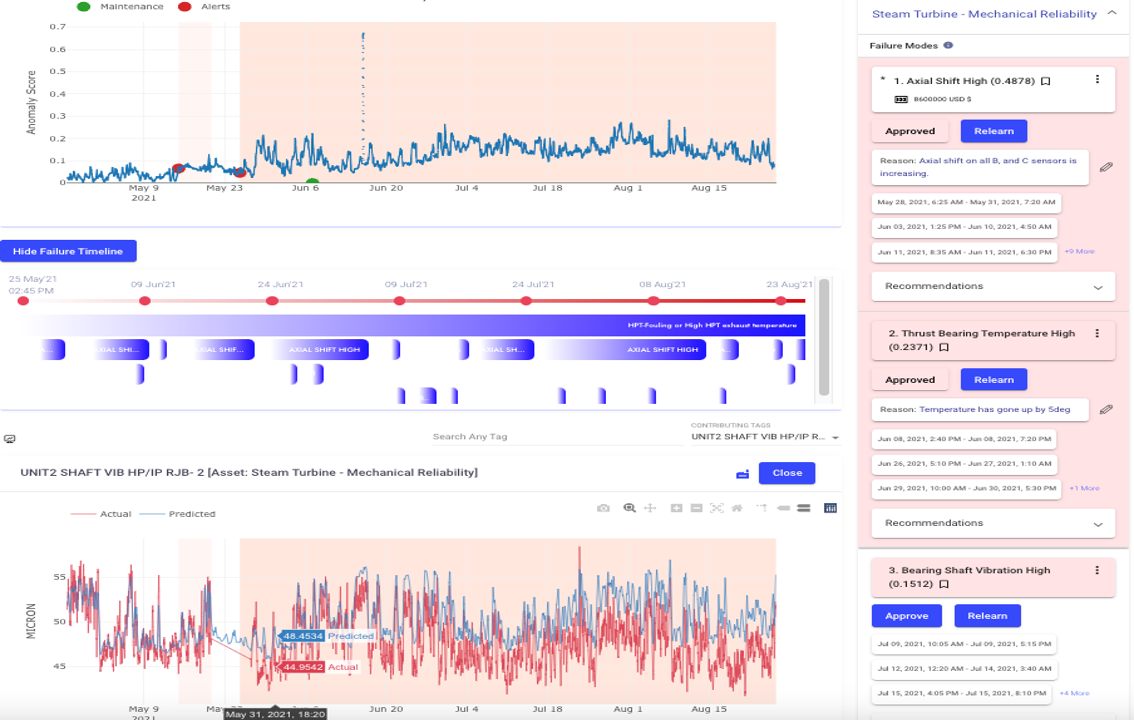 Maintenance Alerts
Anomaly Score
0.7
0.6
0.5
0.4
0.3
0.2
0.1
0
May 9
2021
May 23
Jun 6
Jun 20
Jul 4
Jul 18
Aug 1
Aug 15
Hide Failure Timeline
25 May'21
02:45 PM
09 Jun'21
24 Jun'21
09 Jul'21
24 Jul'21
08 Aug'21
23 Aug'21
HPT-Fouling or High HPT exhaust temperature
A...
AXIAL SHI...
AXIAL SHIF...
AXIAL SHIFT HIGH
AXIAL SH...
AXIAL SHIFT HIGH
Search Any Tag
CONTRIBUTING TAGS
UNIT2 SHAFT VIB HP/IP R...
UNIT2 SHAFT VIB HP/IP RJB- 2 [Asset: Steam Turbine - Mechanical Reliability]
Close
Actual Predicted
MICRON
55
50
45
48.4534 Predicted
44.9542 Actual
May 9
2021
May 31, 2021, 18:20
Jun 20
Jul 4
Jul 18
Aug 1
Aug 15
Steam Turbine - Mechanical Reliability
Failure Modes
* 1. Axial Shift High (0.4878)
8600000 USD $
Approved
Relearn
Reason: Axial shift on all B, and C sensors is
increasing.
May 28, 2021, 6:25 AM - May 31, 2021, 7:20 AM
Jun 03, 2021, 1:25 PM - Jun 10, 2021, 4:50 AM
Jun 11, 2021, 8:35 AM - Jun 11, 2021, 6:30 PM
+9 More
Recommendations
2. Thrust Bearing Temperature High
(0.2371)
Approved
Relearn
Reason: Temperature has gone up by 5deg
Jun 08, 2021, 2:40 PM - Jun 08, 2021, 7:20 PM
Jun 26, 2021, 5:10 PM - Jun 27, 2021, 1:10 AM
Jun 29, 2021, 10:00 AM - Jun 30, 2021, 5:30 PM
+1 More
Recommendations
3. Bearing Shaft Vibration High
(0.1512)
Approve
Relearn
Jul 09, 2021, 10:05 AM - Jul 09, 2021, 5:15 PM
Jul 12, 2021, 12:20 AM - Jul 14, 2021, 3:40 AM
Jul 15, 2021, 4:05 PM - Jul 15, 2021, 8:10 PM
+4 More